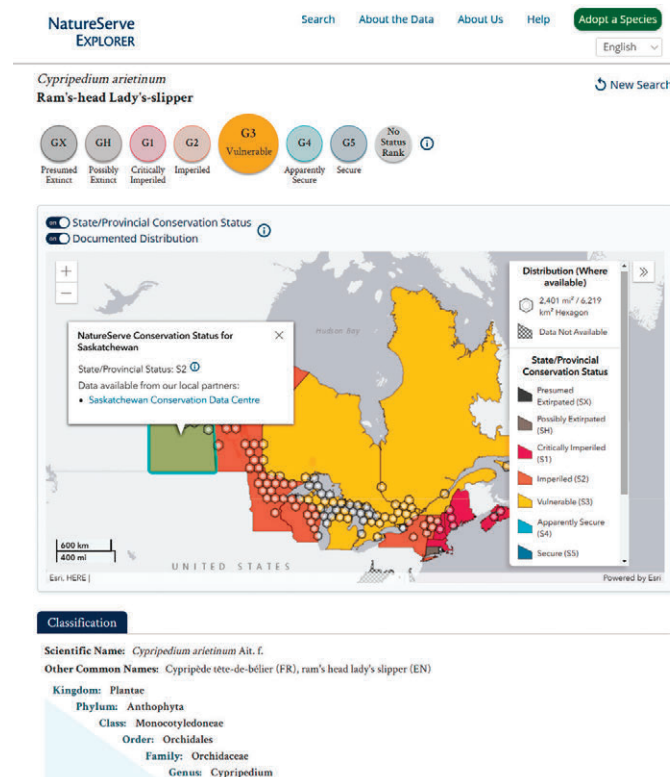 NatureServe
EXPLORER
Search About the Data About Us Help Adopt a Species
English
Cypripedium arietinum
Ram's-head Lady's-slipper
New Search
GX
Presumed
Extinct
GH
Possibly
Extinct
G1
Critically
Imperiled
G2
Imperiled
G3
Vulnerable
G4
Apparently
Secure
G5
Secure
No
Status
Rank
on State/Provincial Conservation Status
on Documented Distribution
+
−
NatureServe Conservation Status for
Saskatchewan
State/Provincial Status: S2
Data available from our local partners:
• Saskatchewan Conservation Data Centre
Hudson Bay
UNITED STATES
600 km
400 mi
Esri, HERE |
Powered by Esri
Distribution (Where
available)
2,401 mi² / 6,219
km² Hexagon
Data Not Available
State/Provincial
Conservation Status
Presumed
Extirpated (SX)
Possibly Extirpated
(SH)
Critically Imperiled
(S1)
Imperiled (S2)
Vulnerable (S3)
Apparently Secure
(S4)
Secure (S5)
Classification
Scientific Name: Cypripedium arietinum Ait. f.
Other Common Names: Cypripède tête-de-bélier (FR), ram's head lady's slipper (EN)
Kingdom: Plantae
Phylum: Anthophyta
Class: Monocotyledoneae
Order: Orchidales
Family: Orchidaceae
Genus: Cypripedium